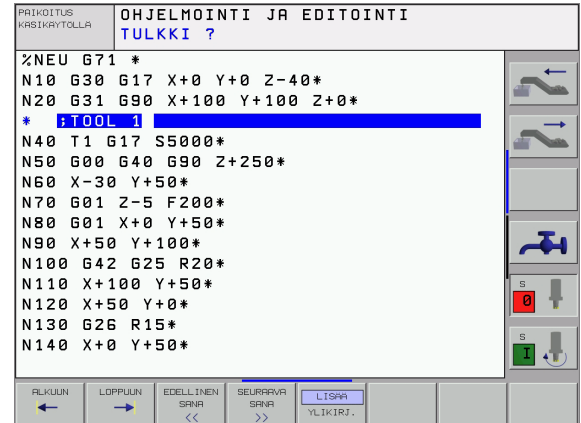 PAIKOITUS
KASIKAYTOLLA
OHJELMOINTI JA EDITOINTI
TULKKI ?
%NEU G71 *
N10 G30 G17 X+0 Y+0 Z-40*
N20 G31 G90 X+100 Y+100 Z+0*
* ;TOOL 1
N40 T1 G17 S5000*
N50 G00 G40 G90 Z+250*
N60 X-30 Y+50*
N70 G01 Z-5 F200*
N80 G01 X+0 Y+50*
N90 X+50 Y+100*
N100 G42 G25 R20*
N110 X+100 Y+50*
N120 X+50 Y+0*
N130 G26 R15*
N140 X+0 Y+50*
S
0
S
I
ALKUUN
LOPPUUN
EDELLINEN
SANA
<<
SEURAAVA
SANA
>>
LISÄÄ
YLIKIRJ.